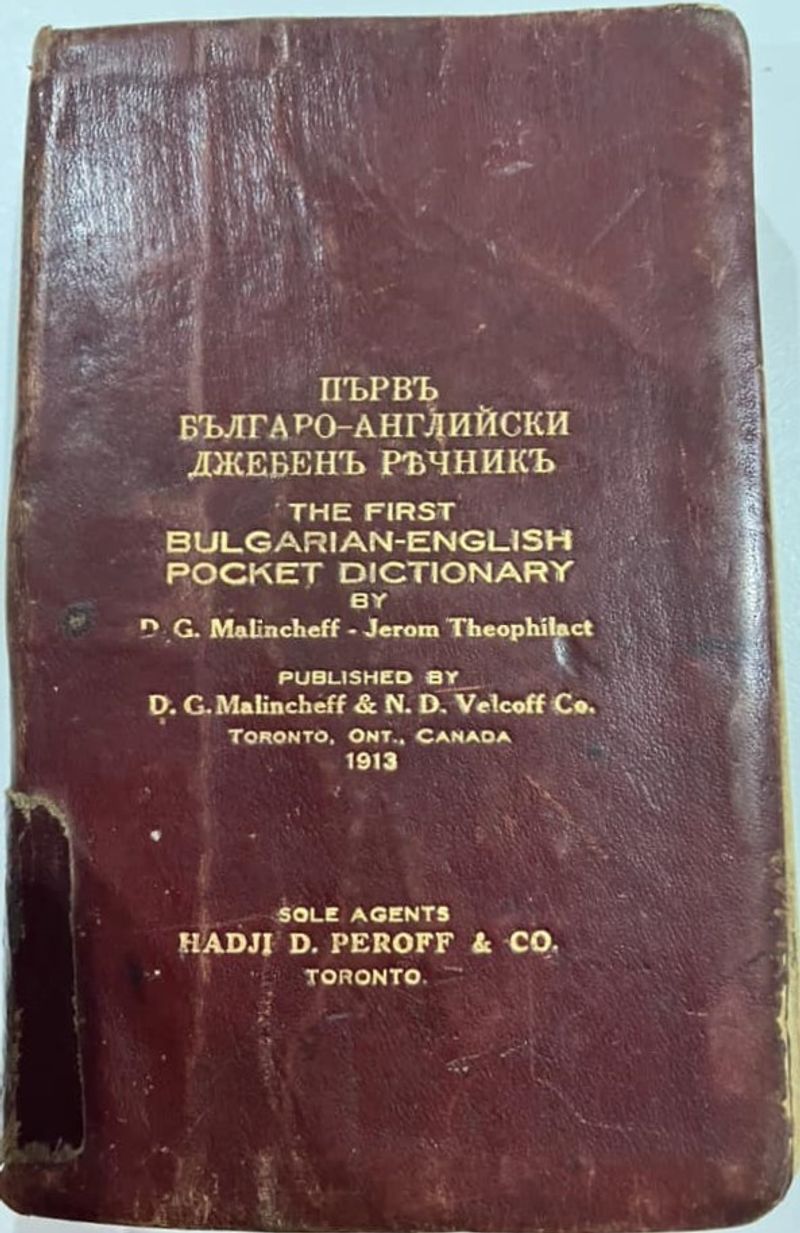 ПЪРВЪ
БЪЛГАРО-АНГЛИЙСКИ
ДЖЕБЕНЪ РѢЧНИКЪ
THE FIRST
BULGARIAN-ENGLISH
POCKET DICTIONARY
BY
D. G. Malincheff - Jerom Theophilact
PUBLISHED BY
D. G. Malincheff & N. D. Velcoff Co.
TORONTO, ONT., CANADA
1913
SOLE AGENTS
HADJI D. PEROFF & CO.
TORONTO.